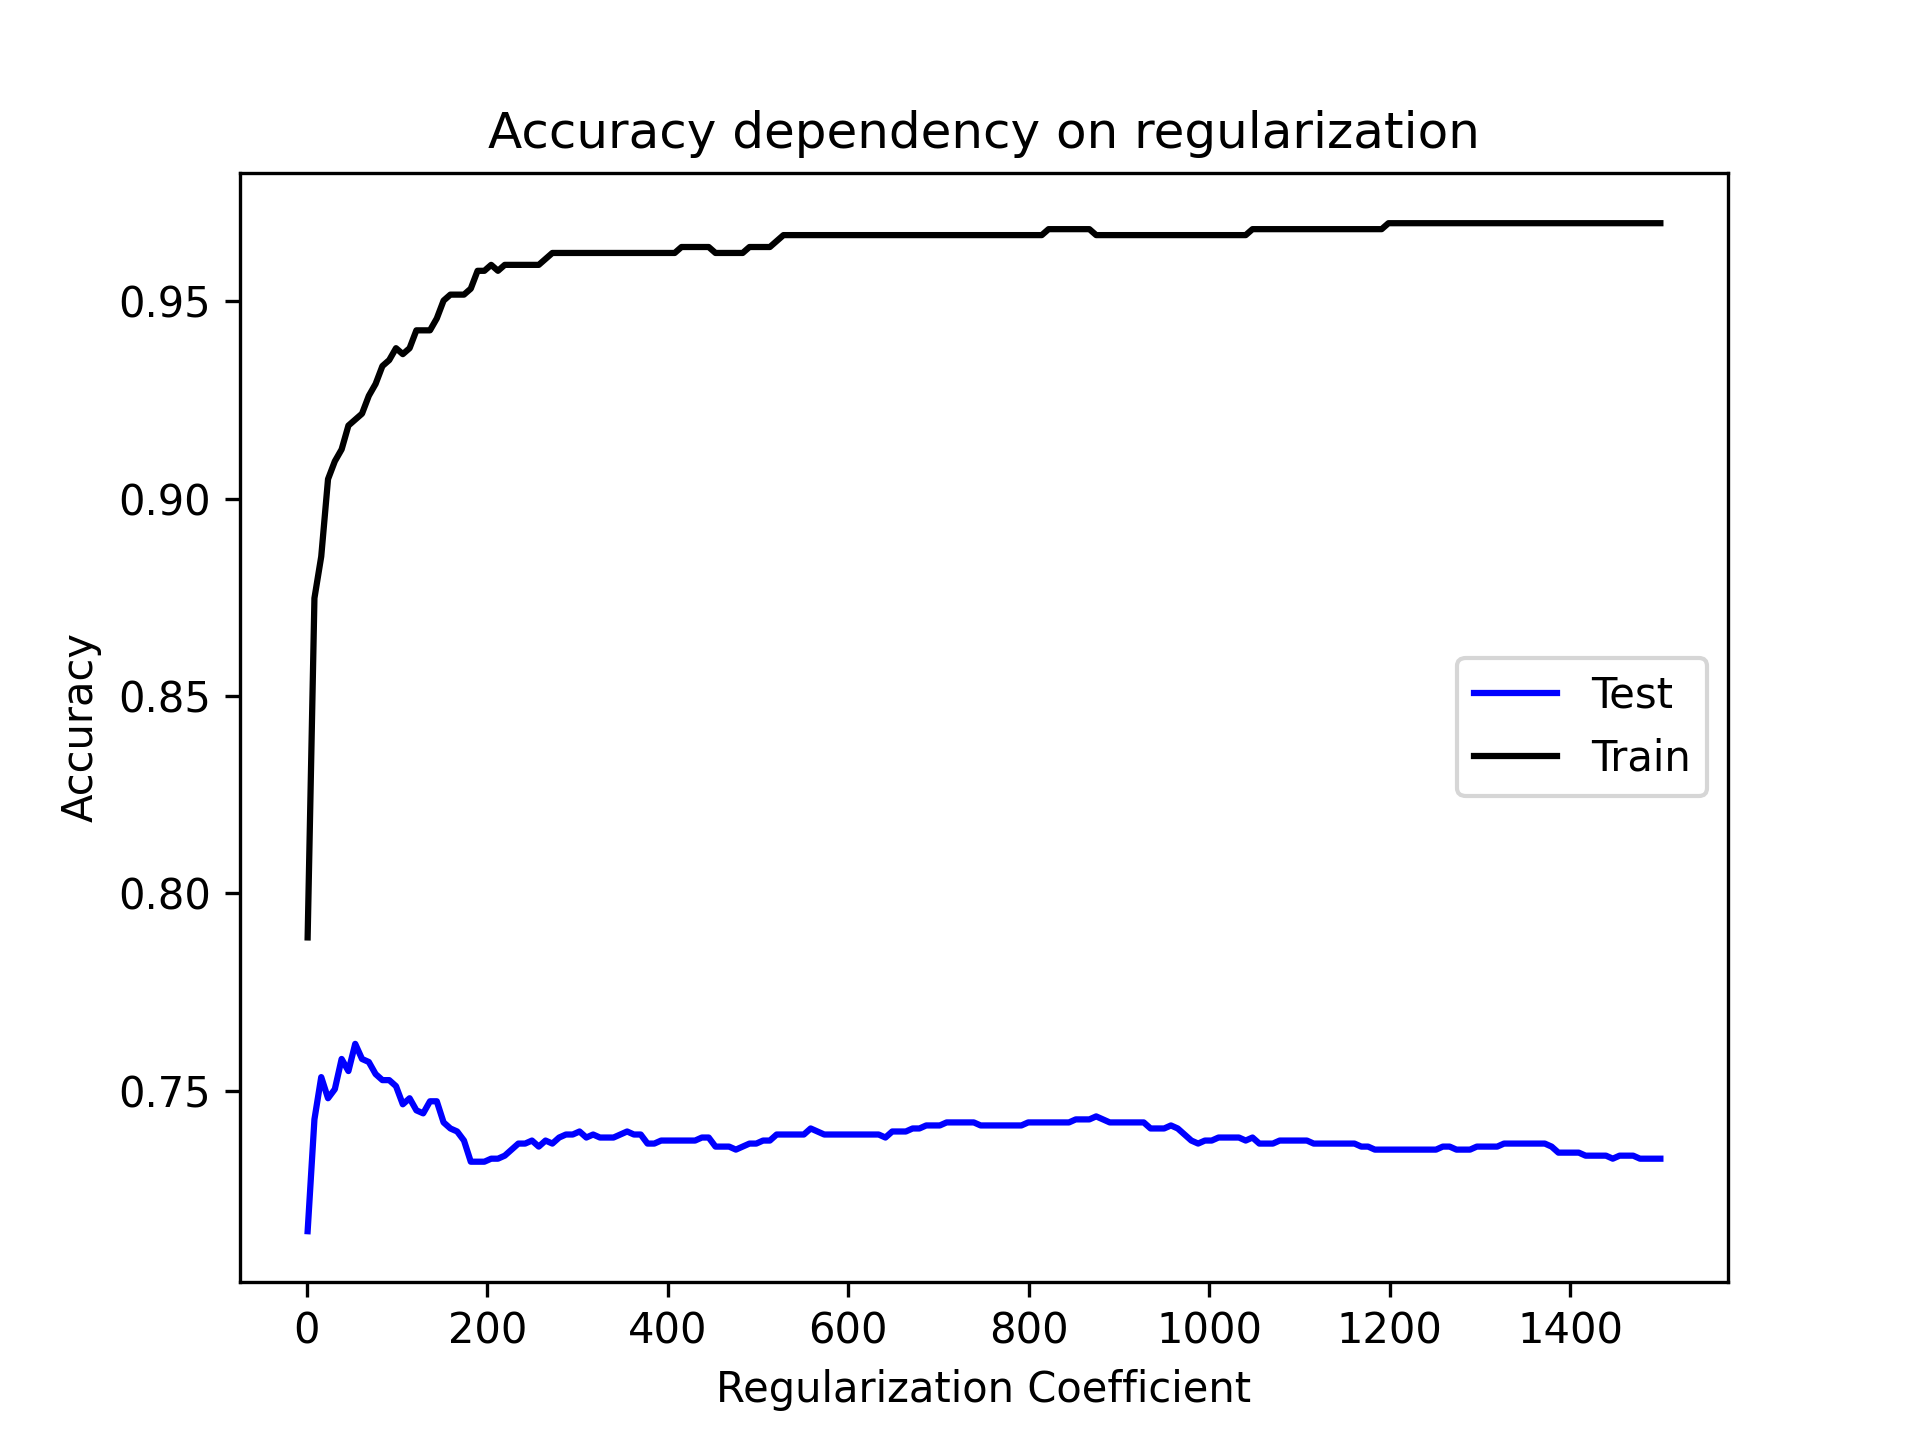 Accuracy dependency on regularization
0.95
0.90
0.85
0.80
0.75
Accuracy
Test
Train
0 200 400 600 800 1000 1200 1400
Regularization Coefficient